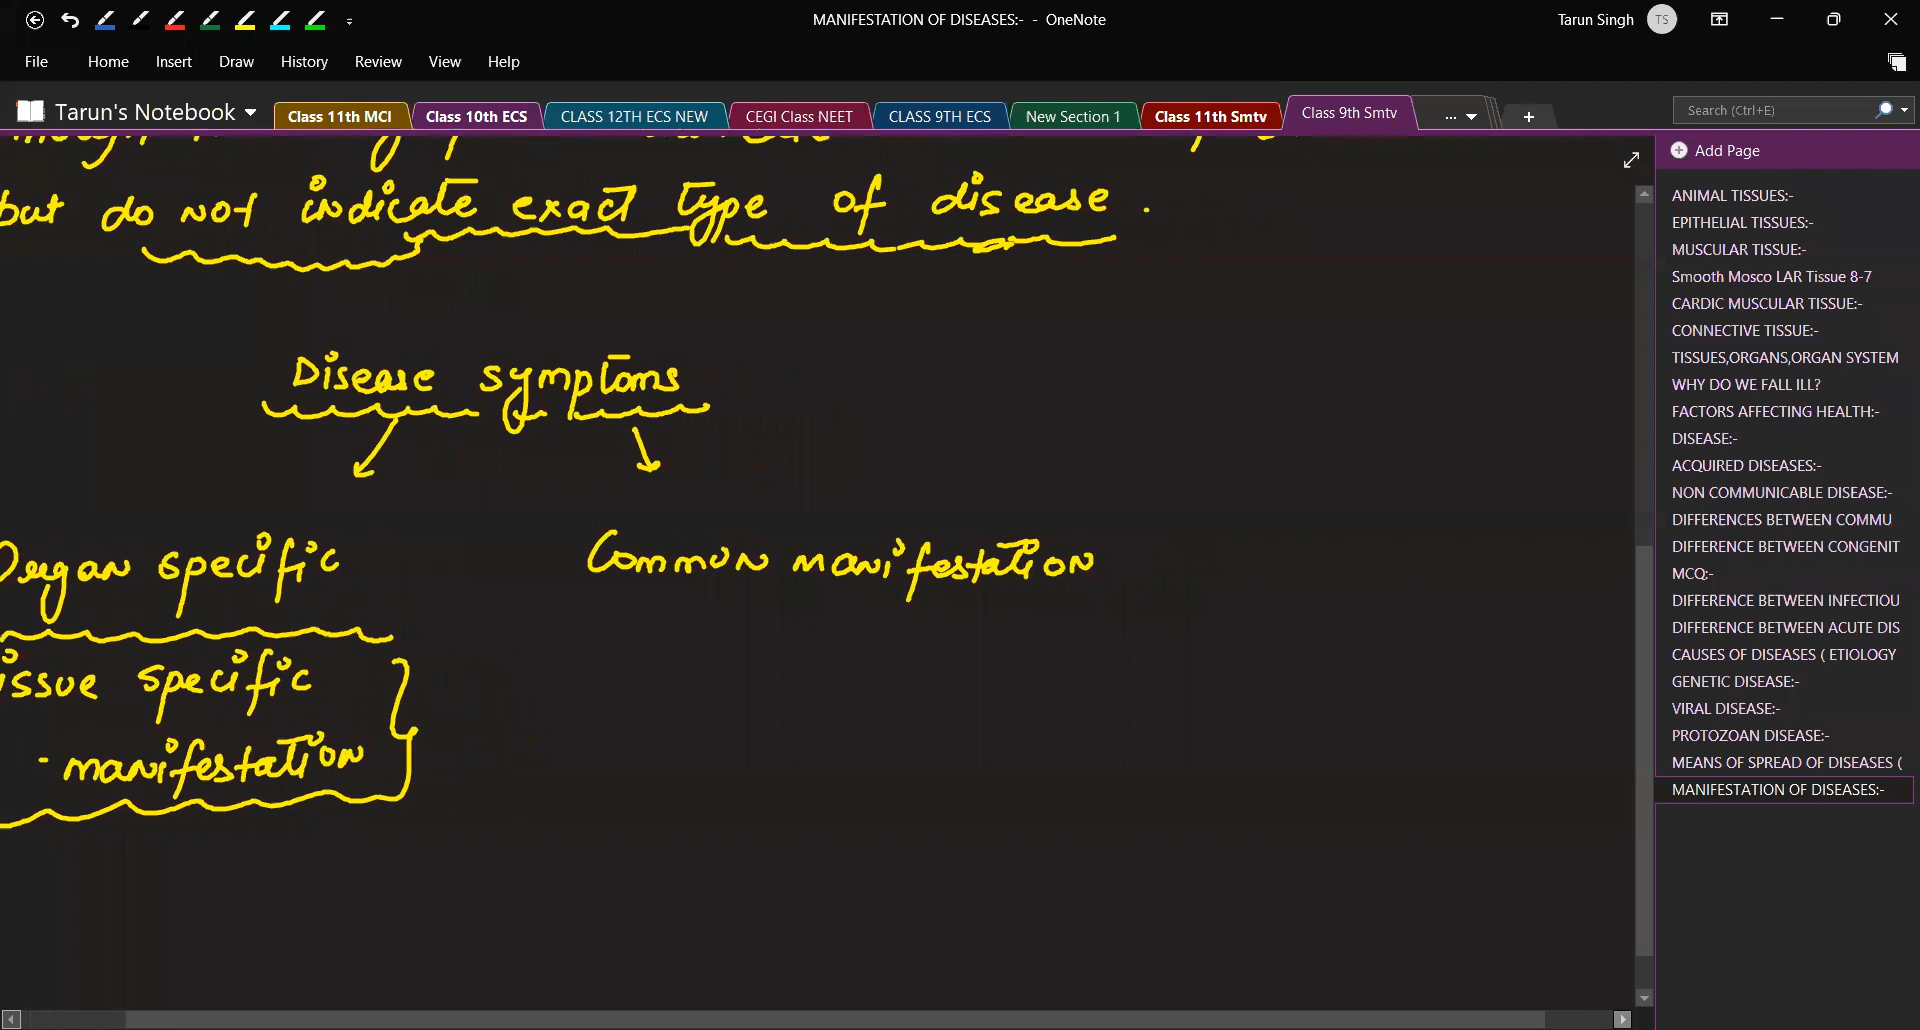 MANIFESTATION OF DISEASES:- - OneNote
Tarun Singh TS
File Home Insert Draw History Review View Help
Tarun's Notebook
Class 11th MCI Class 10th ECS CLASS 12TH ECS NEW CEGI Class NEET CLASS 9TH ECS New Section 1 Class 11th Smtv Class 9th Smtv ... +
Search (Ctrl+E)
but do not indicate exact type of disease .
Disease symptoms
Organ specific Common manifestation
issue specific
- manifestation
Add Page
ANIMAL TISSUES:-
EPITHELIAL TISSUES:-
MUSCULAR TISSUE:-
Smooth Mosco LAR Tissue 8-7
CARDIC MUSCULAR TISSUE:-
CONNECTIVE TISSUE:-
TISSUES,ORGANS,ORGAN SYSTEM
WHY DO WE FALL ILL?
FACTORS AFFECTING HEALTH:-
DISEASE:-
ACQUIRED DISEASES:-
NON COMMUNICABLE DISEASE:-
DIFFERENCES BETWEEN COMMU
DIFFERENCE BETWEEN CONGENIT
MCQ:-
DIFFERENCE BETWEEN INFECTIOU
DIFFERENCE BETWEEN ACUTE DIS
CAUSES OF DISEASES ( ETIOLOGY
GENETIC DISEASE:-
VIRAL DISEASE:-
PROTOZOAN DISEASE:-
MEANS OF SPREAD OF DISEASES (
MANIFESTATION OF DISEASES:-